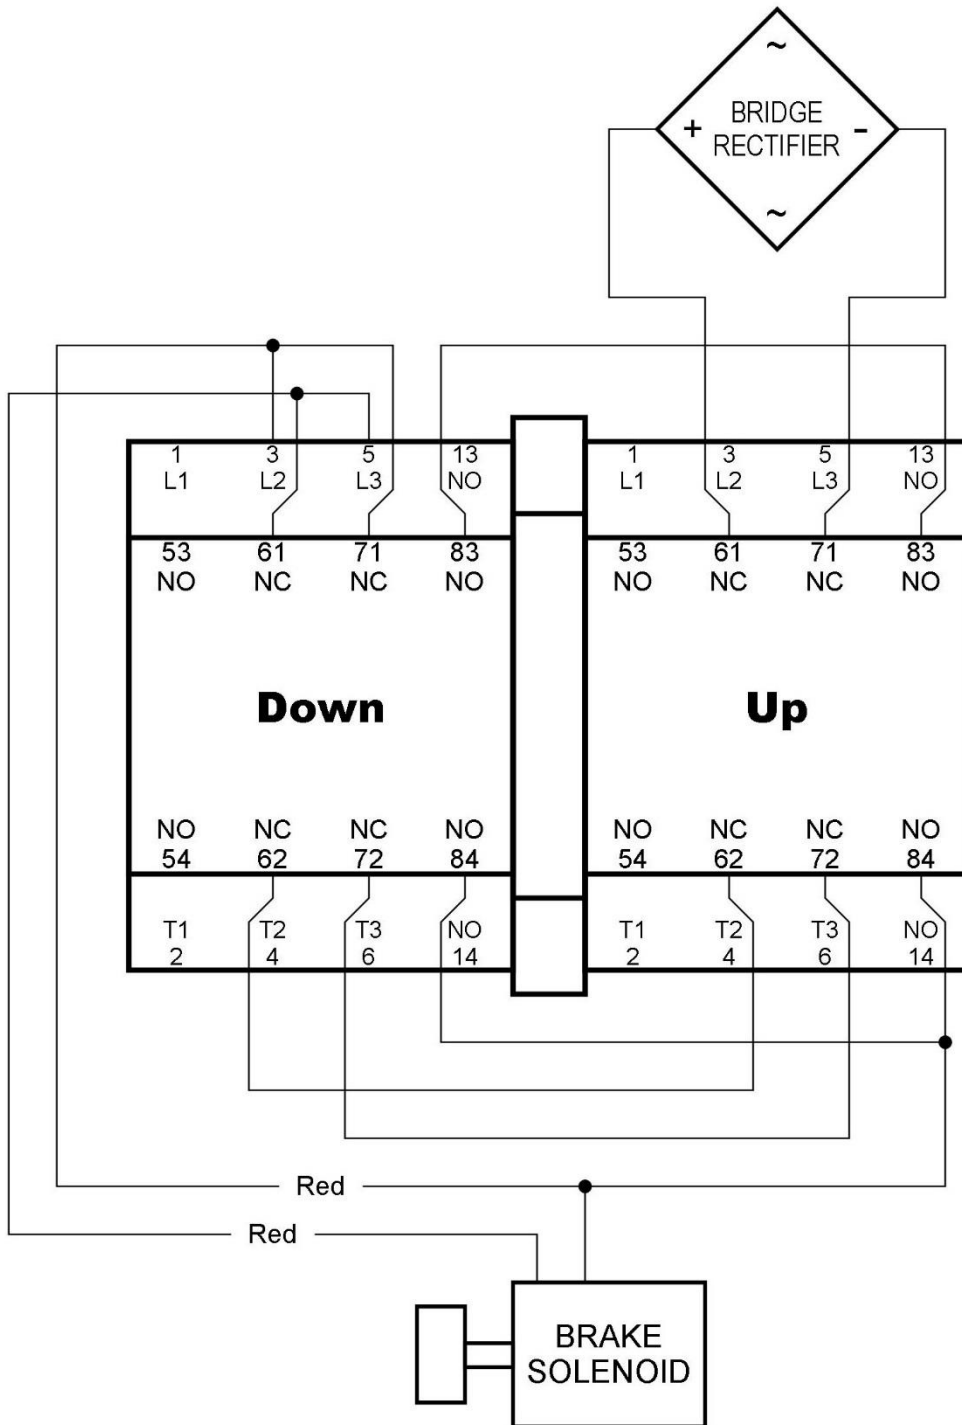 ~
BRIDGE
+ RECTIFIER -
~
1 3 5 13
L1 L2 L3 NO
53 61 71 83
NO NC NC NO
Down
NO NC NC NO
54 62 72 84
T1 T2 T3 NO
2 4 6 14
1 3 5 13
L1 L2 L3 NO
53 61 71 83
NO NC NC NO
Up
NO NC NC NO
54 62 72 84
T1 T2 T3 NO
2 4 6 14
Red
Red
BRAKE
SOLENOID